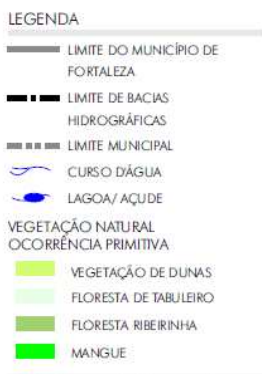 LEGENDA
LIMITE DO MUNICÍPIO DE
FORTALEZA
LIMITE DE BACIAS
HIDROGRÁFICAS
LIMITE MUNICIPAL
CURSO D'ÁGUA
LAGOA/ AÇUDE
VEGETAÇÃO NATURAL
OCORRÊNCIA PRIMITIVA
VEGETAÇÃO DE DUNAS
FLORESTA DE TABULEIRO
FLORESTA RIBEIRINHA
MANGUE